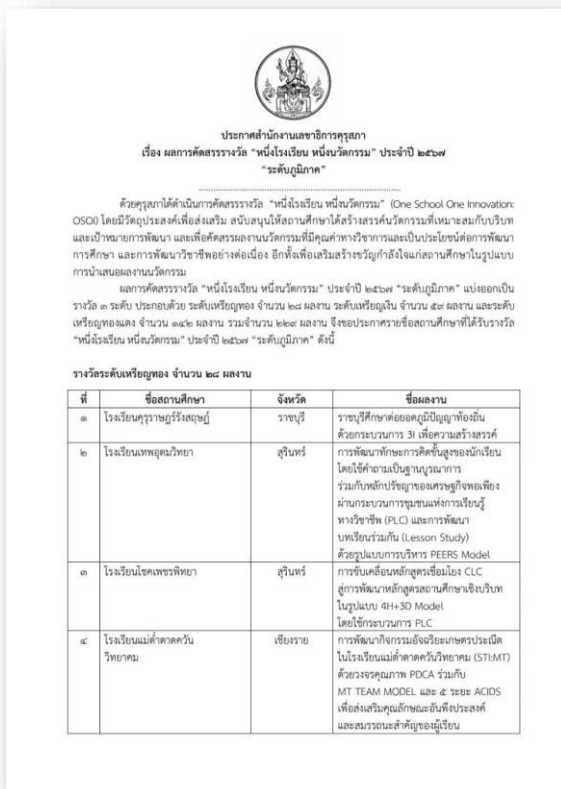 ประกาศสำนักงานเลขาธิการคุรุสภา
เรื่อง ผลการคัดสรรรางวัล “หนึ่งโรงเรียน หนึ่งนวัตกรรม” ประจำปี ๒๕๖๗
“ระดับภูมิภาค”
ด้วยคุรุสภาได้ดำเนินการคัดสรรรางวัล “หนึ่งโรงเรียน หนึ่งนวัตกรรม” (One School One Innovation:
OSOI) โดยมีวัตถุประสงค์เพื่อส่งเสริม สนับสนุนให้สถานศึกษาได้สร้างสรรค์นวัตกรรมที่เหมาะสมกับบริบท
และเป้าหมายการพัฒนา และเพื่อคัดสรรผลงานนวัตกรรมที่มีคุณค่าทางวิชาการและเป็นประโยชน์ต่อการพัฒนา
การศึกษา และการพัฒนาวิชาชีพอย่างต่อเนื่อง อีกทั้งเพื่อเสริมสร้างขวัญกำลังใจแก่สถานศึกษาในรูปแบบ
การนำเสนอผลงานนวัตกรรม
ผลการคัดสรรรางวัล “หนึ่งโรงเรียน หนึ่งนวัตกรรม” ประจำปี ๒๕๖๗ “ระดับภูมิภาค” แบ่งออกเป็น
รางวัล ๓ ระดับ ประกอบด้วย ระดับเหรียญทอง จำนวน ๒๘ ผลงาน ระดับเหรียญเงิน จำนวน ๕๙ ผลงาน และระดับ
เหรียญทองแดง จำนวน ๑๔๒ ผลงาน รวมจำนวน ๒๒๙ ผลงาน จึงขอประกาศรายชื่อสถานศึกษาที่ได้รับรางวัล
“หนึ่งโรงเรียน หนึ่งนวัตกรรม” ประจำปี ๒๕๖๗ “ระดับภูมิภาค” ดังนี้
รางวัลระดับเหรียญทอง จำนวน ๒๘ ผลงาน
ที่ ชื่อสถานศึกษา จังหวัด ชื่อผลงาน
๑ โรงเรียนคุรุราษฎร์รังสฤษฏ์ ราชบุรี ราชบุรีศึกษาต่อยอดภูมิปัญญาท้องถิ่น
ด้วยกระบวนการ 3I เพื่อความสร้างสรรค์
๒ โรงเรียนเทพอุดมวิทยา สุรินทร์ การพัฒนาทักษะการคิดขั้นสูงของนักเรียน
โดยใช้คำถามเป็นฐานบูรณาการ
ร่วมกับหลักปรัชญาของเศรษฐกิจพอเพียง
ผ่านกระบวนการชุมชนแห่งการเรียนรู้
ทางวิชาชีพ (PLC) และการพัฒนา
บทเรียนร่วมกัน (Lesson Study)
ด้วยรูปแบบการบริหาร PEERS Model
๓ โรงเรียนโชคเพชรพิทยา สุรินทร์ การขับเคลื่อนหลักสูตรเชื่อมโยง CLC
สู่การพัฒนาหลักสูตรสถานศึกษาเชิงบริบท
ในรูปแบบ 4H+3D Model
โดยใช้กระบวนการ PLC
๔ โรงเรียนแม่ต๋ำตาดควัน เชียงราย การพัฒนากิจกรรมอัจฉริยะเกษตรประณีต
วิทยาคม ในโรงเรียนแม่ต๋ำตาดควันวิทยาคม (STI:MT)
ด้วยวงจรคุณภาพ PDCA ร่วมกับ
MT TEAM MODEL และ ๕ ระยะ ACIDS
เพื่อส่งเสริมคุณลักษณะอันพึงประสงค์
และสมรรถนะสำคัญของผู้เรียน